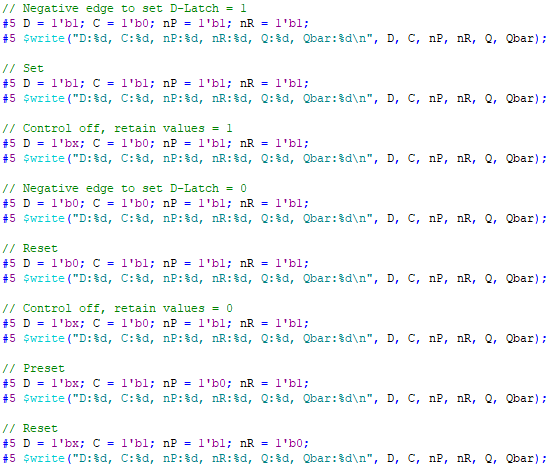 // Negative edge to set D-Latch = 1
#5 D = 1'b1; C = 1'b0; nP = 1'b1; nR = 1'b1;
#5 $write("D:%d, C:%d, nP:%d, nR:%d, Q:%d, Qbar:%d\n", D, C, nP, nR, Q, Qbar);
// Set
#5 D = 1'b1; C = 1'b1; nP = 1'b1; nR = 1'b1;
#5 $write("D:%d, C:%d, nP:%d, nR:%d, Q:%d, Qbar:%d\n", D, C, nP, nR, Q, Qbar);
// Control off, retain values = 1
#5 D = 1'bx; C = 1'b0; nP = 1'b1; nR = 1'b1;
#5 $write("D:%d, C:%d, nP:%d, nR:%d, Q:%d, Qbar:%d\n", D, C, nP, nR, Q, Qbar);
// Negative edge to set D-Latch = 0
#5 D = 1'b0; C = 1'b0; nP = 1'b1; nR = 1'b1;
#5 $write("D:%d, C:%d, nP:%d, nR:%d, Q:%d, Qbar:%d\n", D, C, nP, nR, Q, Qbar);
// Reset
#5 D = 1'b0; C = 1'b1; nP = 1'b1; nR = 1'b1;
#5 $write("D:%d, C:%d, nP:%d, nR:%d, Q:%d, Qbar:%d\n", D, C, nP, nR, Q, Qbar);
// Control off, retain values = 0
#5 D = 1'bx; C = 1'b0; nP = 1'b1; nR = 1'b1;
#5 $write("D:%d, C:%d, nP:%d, nR:%d, Q:%d, Qbar:%d\n", D, C, nP, nR, Q, Qbar);
// Preset
#5 D = 1'bx; C = 1'b1; nP = 1'b0; nR = 1'b1;
#5 $write("D:%d, C:%d, nP:%d, nR:%d, Q:%d, Qbar:%d\n", D, C, nP, nR, Q, Qbar);
// Reset
#5 D = 1'bx; C = 1'b1; nP = 1'b1; nR = 1'b0;
#5 $write("D:%d, C:%d, nP:%d, nR:%d, Q:%d, Qbar:%d\n", D, C, nP, nR, Q, Qbar);